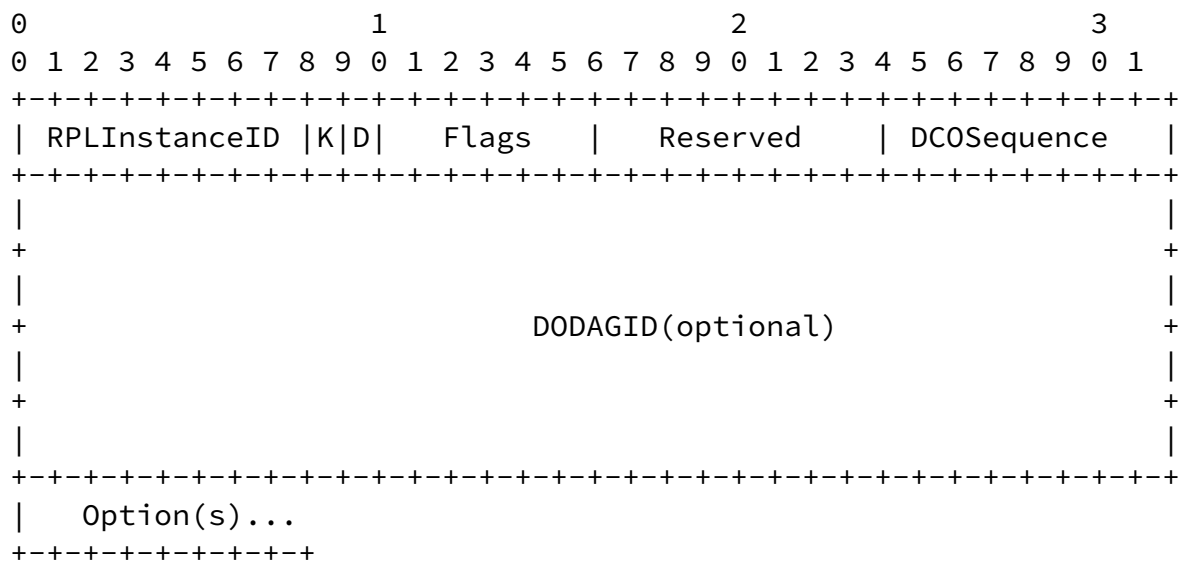 0                   1                   2                   3
0 1 2 3 4 5 6 7 8 9 0 1 2 3 4 5 6 7 8 9 0 1 2 3 4 5 6 7 8 9 0 1
+-+-+-+-+-+-+-+-+-+-+-+-+-+-+-+-+-+-+-+-+-+-+-+-+-+-+-+-+-+-+-+-+
| RPLInstanceID |K|D|   Flags   |   Reserved    | DCOSequence   |
+-+-+-+-+-+-+-+-+-+-+-+-+-+-+-+-+-+-+-+-+-+-+-+-+-+-+-+-+-+-+-+-+
|                                                               |
+                                                               +
|                                                               |
+                            DODAGID(optional)                  +
|                                                               |
+                                                               +
|                                                               |
+-+-+-+-+-+-+-+-+-+-+-+-+-+-+-+-+-+-+-+-+-+-+-+-+-+-+-+-+-+-+-+-+
|   Option(s)...
+-+-+-+-+-+-+-+-+